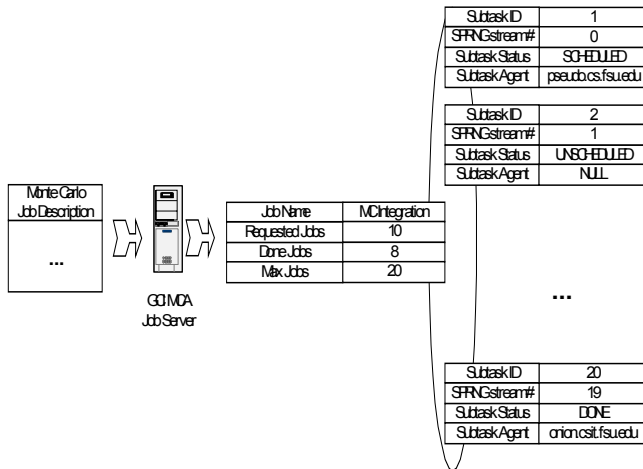 Monte Carlo
Job Description
...
GCIMCA
Job Server
Job Name MCIntegration
Requested Jobs 10
Done Jobs 8
Max Jobs 20
Subtask ID 1
SPRNG stream# 0
Subtask Status SCHEDULED
Subtask Agent pseudo.cs.fsu.edu
Subtask ID 2
SPRNG stream# 1
Subtask Status UNSCHEDULED
Subtask Agent NULL
...
Subtask ID 20
SPRNG stream# 19
Subtask Status DONE
Subtask Agent onion.csit.fsu.edu